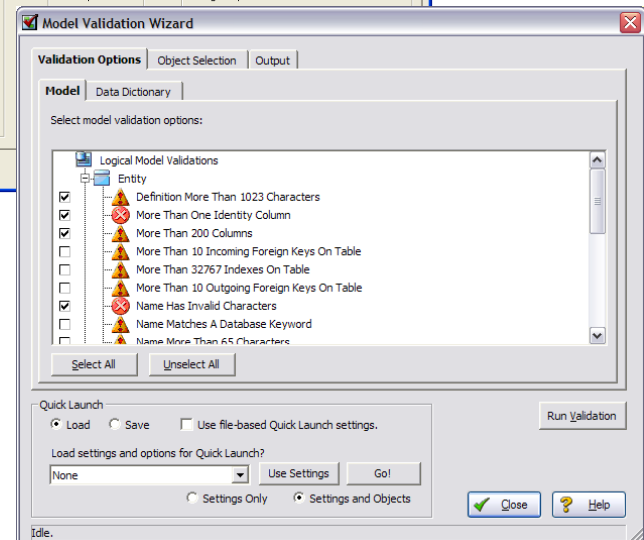 Model Validation Wizard
Validation Options Object Selection Output
Model Data Dictionary
Select model validation options:
Logical Model Validations
Entity
Definition More Than 1023 Characters
More Than One Identity Column
More Than 200 Columns
More Than 10 Incoming Foreign Keys On Table
More Than 32767 Indexes On Table
More Than 10 Outgoing Foreign Keys On Table
Name Has Invalid Characters
Name Matches A Database Keyword
Name More Than 65 Characters
Select All Unselect All
Quick Launch
Load Save Use file-based Quick Launch settings.
Run Validation
Load settings and options for Quick Launch?
None Use Settings Go!
Settings Only Settings and Objects
Close Help
Idle.